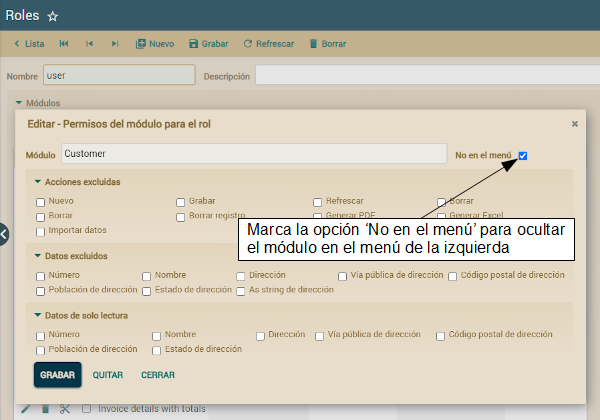 Roles
Lista Nuevo Grabar Refrescar Borrar
Nombre user Descripción
Módulos
Editar - Permisos del módulo para el rol
Módulo Customer No en el menú
Acciones excluidas
Nuevo Grabar Refrescar Borrar
Borrar Borrar registro Generar PDF Generar Excel
Importar datos
Marca la opción ‘No en el menú’ para ocultar
el módulo en el menú de la izquierda
Datos excluidos
Número Nombre Dirección Vía pública de dirección Código postal de dirección
Población de dirección Estado de dirección As string de dirección
Datos de solo lectura
Número Nombre Dirección Vía pública de dirección Código postal de dirección
Población de dirección Estado de dirección
GRABAR QUITAR CERRAR
Invoice details with totals